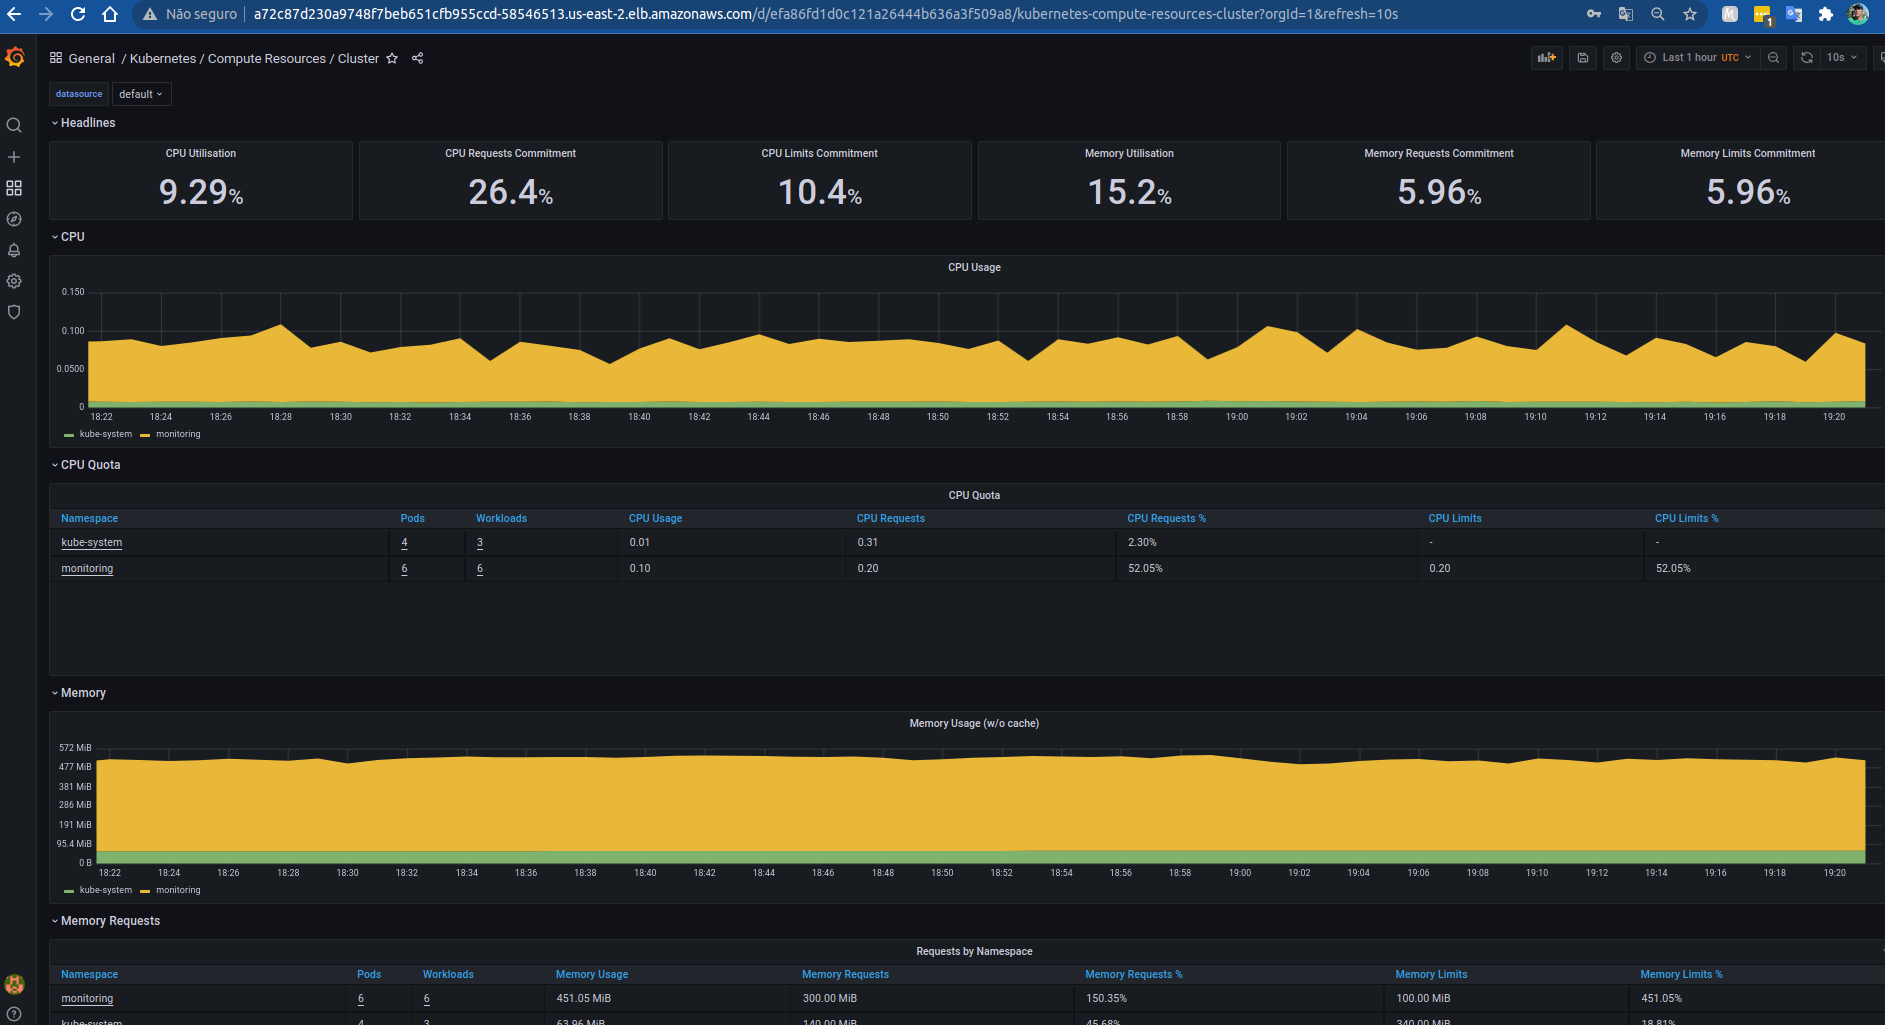 Não seguro a72c87d230a9748f7beb651cfb955ccd-58546513.us-east-2.elb.amazonaws.com/d/efa86fd1d0c121a26444b636a3f509a8/kubernetes-compute-resources-cluster?orgId=1&refresh=10s
1
General / Kubernetes / Compute Resources / Cluster
Last 1 hour UTC
10s
datasource default
Headlines
CPU Utilisation CPU Requests Commitment CPU Limits Commitment Memory Utilisation Memory Requests Commitment Memory Limits Commitment
9.29% 26.4% 10.4% 15.2% 5.96% 5.96%
CPU
CPU Usage
0.150
0.100
0.0500
0
18:22 18:24 18:26 18:28 18:30 18:32 18:34 18:36 18:38 18:40 18:42 18:44 18:46 18:48 18:50 18:52 18:54 18:56 18:58 19:00 19:02 19:04 19:06 19:08 19:10 19:12 19:14 19:16 19:18 19:20
kube-system monitoring
CPU Quota
CPU Quota
Namespace Pods Workloads CPU Usage CPU Requests CPU Requests % CPU Limits CPU Limits %
kube-system 4 3 0.01 0.31 2.30% - -
monitoring 6 6 0.10 0.20 52.05% 0.20 52.05%
Memory
Memory Usage (w/o cache)
572 MiB
477 MiB
381 MiB
286 MiB
191 MiB
95.4 MiB
0 B
18:22 18:24 18:26 18:28 18:30 18:32 18:34 18:36 18:38 18:40 18:42 18:44 18:46 18:48 18:50 18:52 18:54 18:56 18:58 19:00 19:02 19:04 19:06 19:08 19:10 19:12 19:14 19:16 19:18 19:20
kube-system monitoring
Memory Requests
Requests by Namespace
Namespace Pods Workloads Memory Usage Memory Requests Memory Requests % Memory Limits Memory Limits %
monitoring 6 6 451.05 MiB 300.00 MiB 150.35% 100.00 MiB 451.05%
kube-system 4 3 63.96 MiB 140.00 MiB 45.68% 340.00 MiB 18.81%